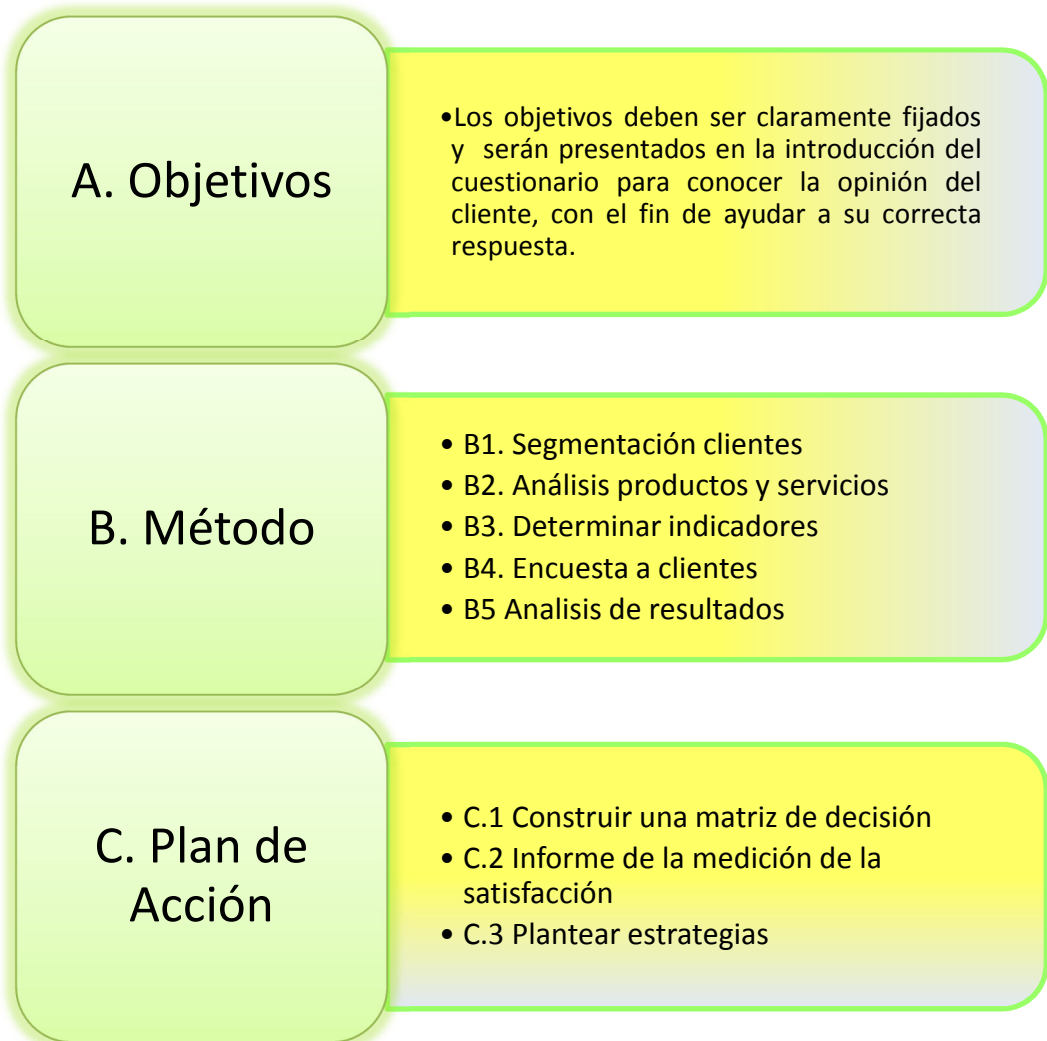 A. Objetivos
•Los objetivos deben ser claramente fijados
y serán presentados en la introducción del
cuestionario para conocer la opinión del
cliente, con el fin de ayudar a su correcta
respuesta.
B. Método
• B1. Segmentación clientes
• B2. Análisis productos y servicios
• B3. Determinar indicadores
• B4. Encuesta a clientes
• B5 Analisis de resultados
C. Plan de
Acción
• C.1 Construir una matriz de decisión
• C.2 Informe de la medición de la
satisfacción
• C.3 Plantear estrategias